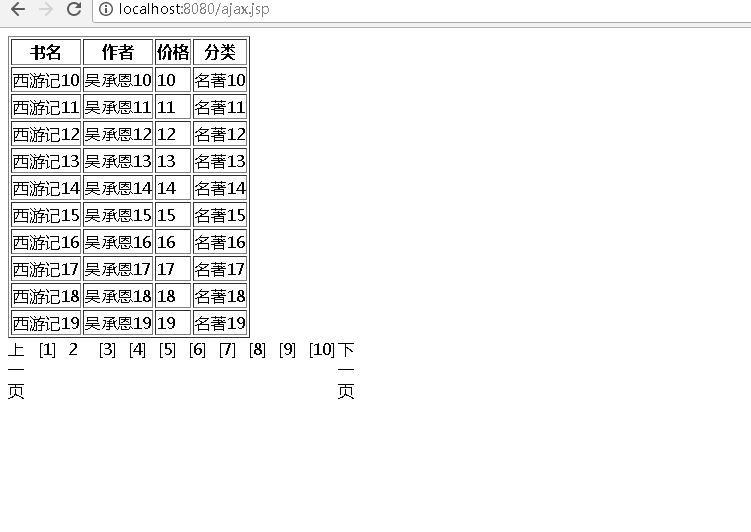 localhost:8080/ajax.jsp
书名 作者 价格 分类
西游记10 吴承恩10 10 名著10
西游记11 吴承恩11 11 名著11
西游记12 吴承恩12 12 名著12
西游记13 吴承恩13 13 名著13
西游记14 吴承恩14 14 名著14
西游记15 吴承恩15 15 名著15
西游记16 吴承恩16 16 名著16
西游记17 吴承恩17 17 名著17
西游记18 吴承恩18 18 名著18
西游记19 吴承恩19 19 名著19
上一页 [1] 2 [3] [4] [5] [6] [7] [8] [9] [10] 下一页